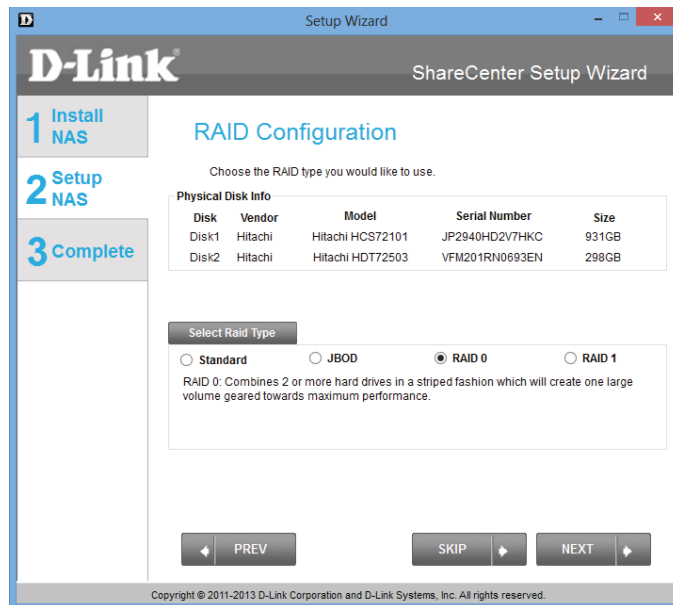 D Setup Wizard
D-Link®
ShareCenter Setup Wizard
1 Install
NAS
2 Setup
NAS
3 Complete
RAID Configuration
Choose the RAID type you would like to use.
Physical Disk Info
Disk Vendor Model Serial Number Size
Disk1 Hitachi Hitachi HCS72101 JP2940HD2V7HKC 931GB
Disk2 Hitachi Hitachi HDT72503 VFM201RN0693EN 298GB
Select Raid Type
Standard JBOD RAID 0 RAID 1
RAID 0: Combines 2 or more hard drives in a striped fashion which will create one large
volume geared towards maximum performance.
PREV SKIP NEXT
Copyright © 2011-2013 D-Link Corporation and D-Link Systems, Inc. All rights reserved.